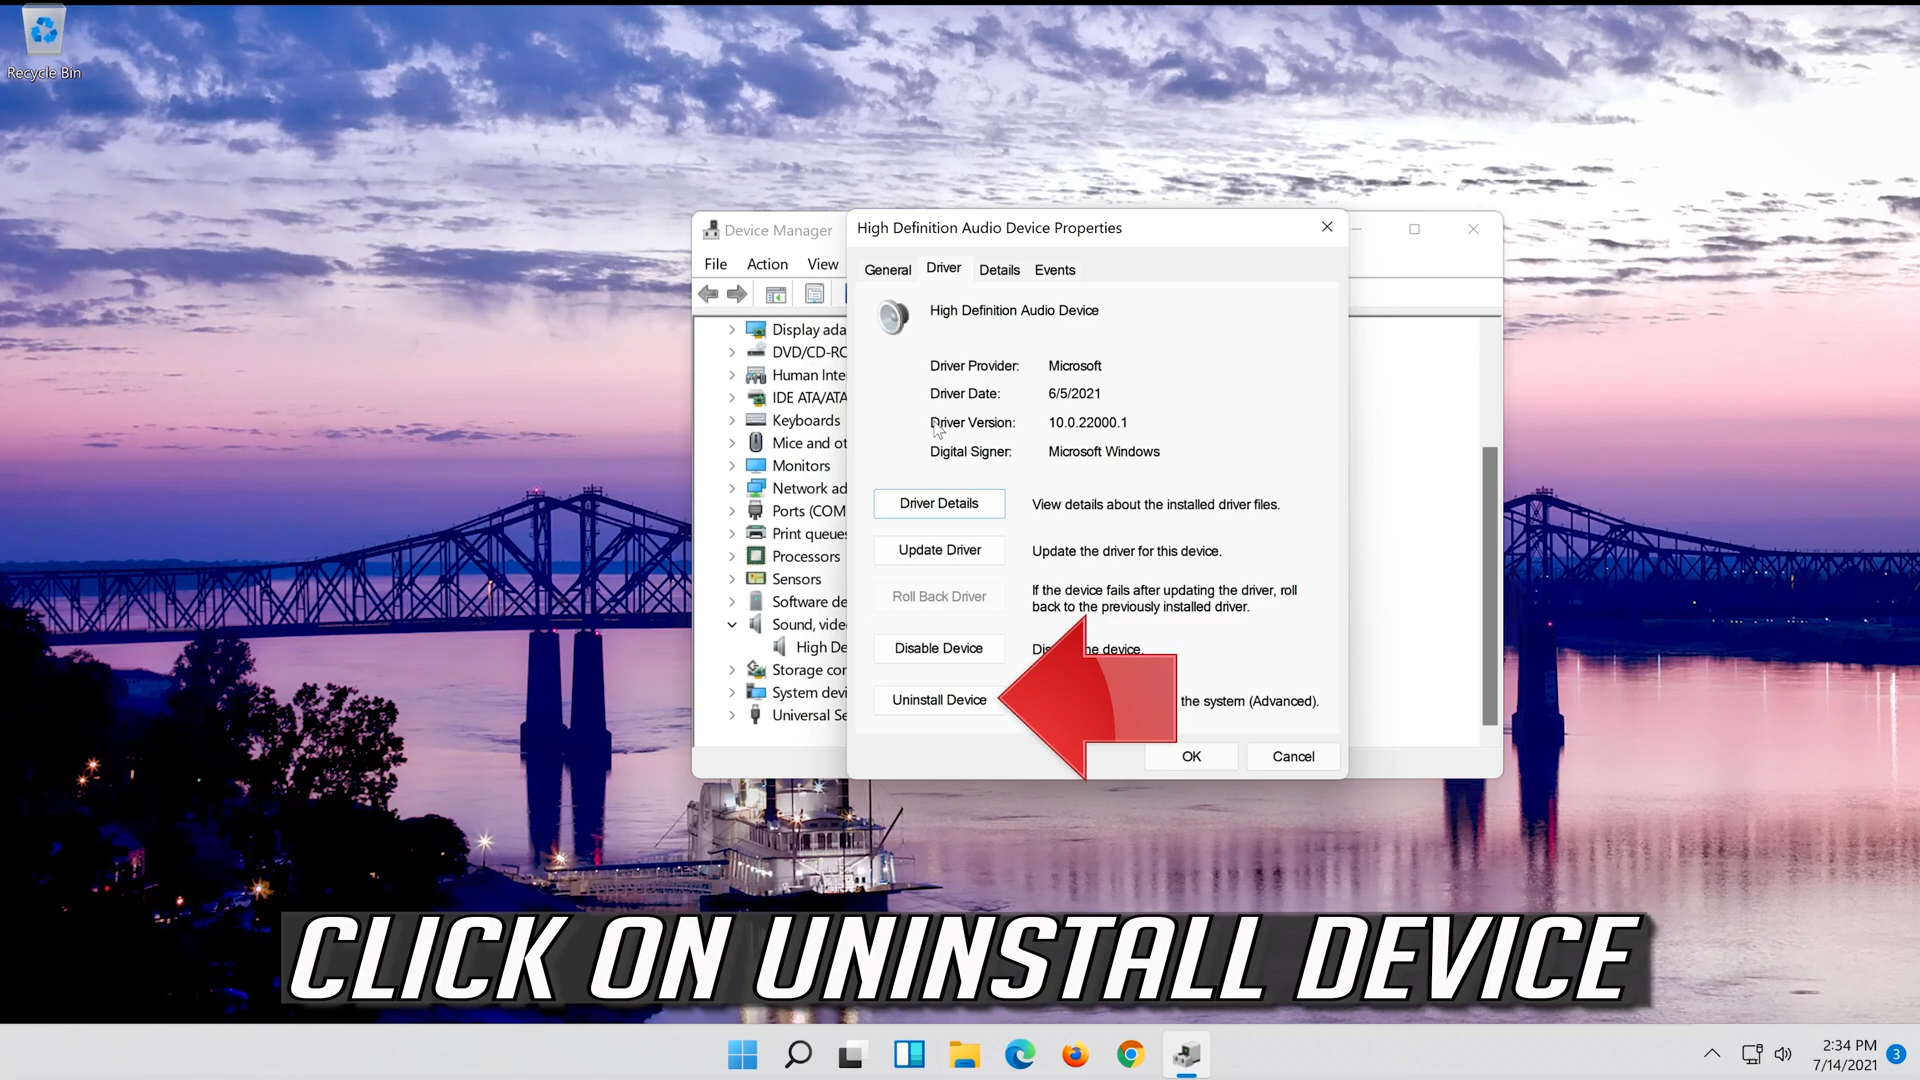 Recycle Bin
Device Manager
File Action View
Display ada
DVD/CD-RO
Human Inte
IDE ATA/ATA
Keyboards
Mice and ot
Monitors
Network ad
Ports (COM
Print queues
Processors
Sensors
Software de
Sound, vide
High De
Storage cor
System devi
Universal Se
High Definition Audio Device Properties
General Driver Details Events
High Definition Audio Device
Driver Provider: Microsoft
Driver Date: 6/5/2021
Driver Version: 10.0.22000.1
Digital Signer: Microsoft Windows
Driver Details View details about the installed driver files.
Update Driver Update the driver for this device.
Roll Back Driver If the device fails after updating the driver, roll
back to the previously installed driver.
Disable Device device.
Uninstall Device the system (Advanced).
OK Cancel
CLICK ON UNINSTALL DEVICE
2:34 PM
7/14/2021
3